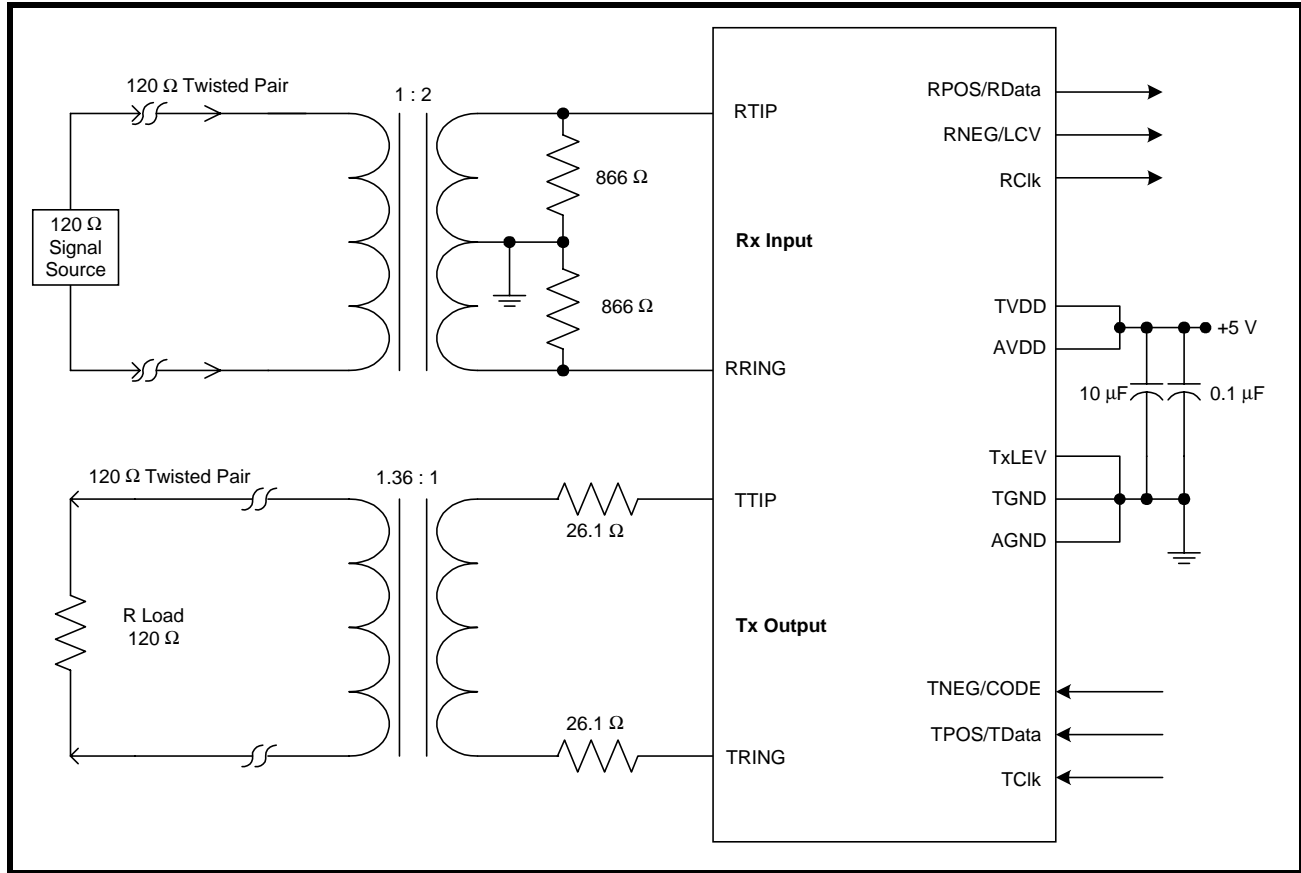 120 Ω Twisted Pair
1 : 2
RTIP
866 Ω
120 Ω
Signal
Source
Rx Input
866 Ω
RRING
RPOS/RData
RNEG/LCV
RClk
TVDD
+5 V
AVDD
10 μF
0.1 μF
TxLEV
TGND
AGND
120 Ω Twisted Pair
1.36 : 1
TTIP
26.1 Ω
R Load
120 Ω
Tx Output
26.1 Ω
TRING
TNEG/CODE
TPOS/TData
TClk